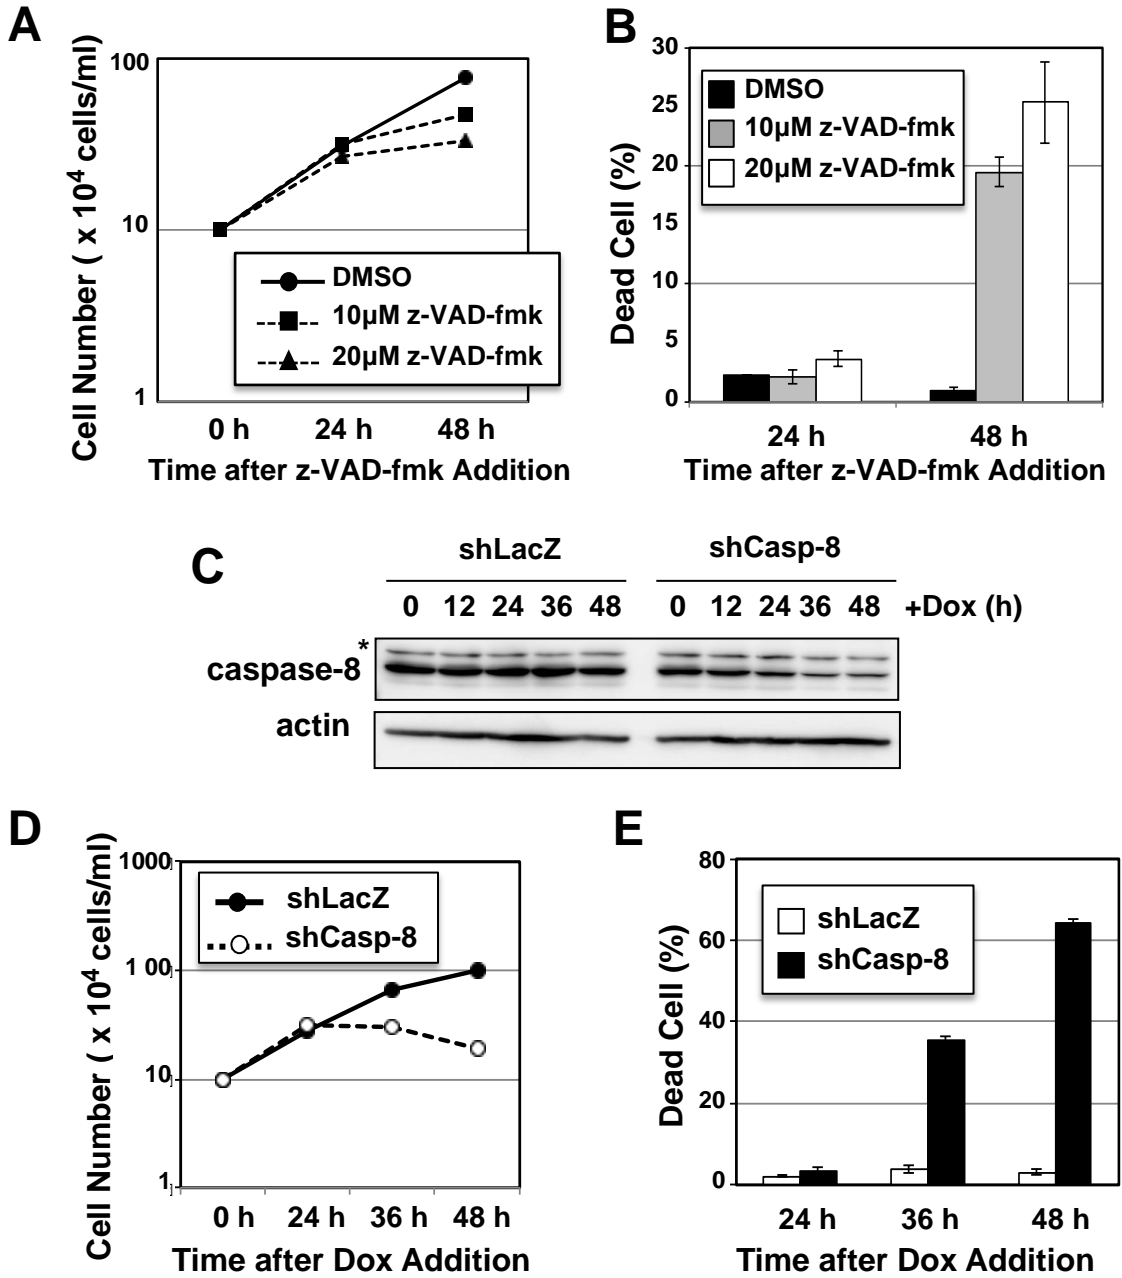 A
Cell Number ( x 10⁴ cells/ml)
100
10
1
DMSO
10µM z-VAD-fmk
20µM z-VAD-fmk
0 h 24 h 48 h
Time after z-VAD-fmk Addition
B
Dead Cell (%)
30
25
20
15
10
5
0
DMSO
10µM z-VAD-fmk
20µM z-VAD-fmk
24 h 48 h
Time after z-VAD-fmk Addition
C
shLacZ shCasp-8
0 12 24 36 48 0 12 24 36 48 +Dox (h)
*
caspase-8
actin
D
Cell Number ( x 10⁴ cells/ml)
1000
100
10
1
shLacZ
shCasp-8
0 h 24 h 36 h 48 h
Time after Dox Addition
E
Dead Cell (%)
80
60
40
20
0
shLacZ
shCasp-8
24 h 36 h 48 h
Time after Dox Addition